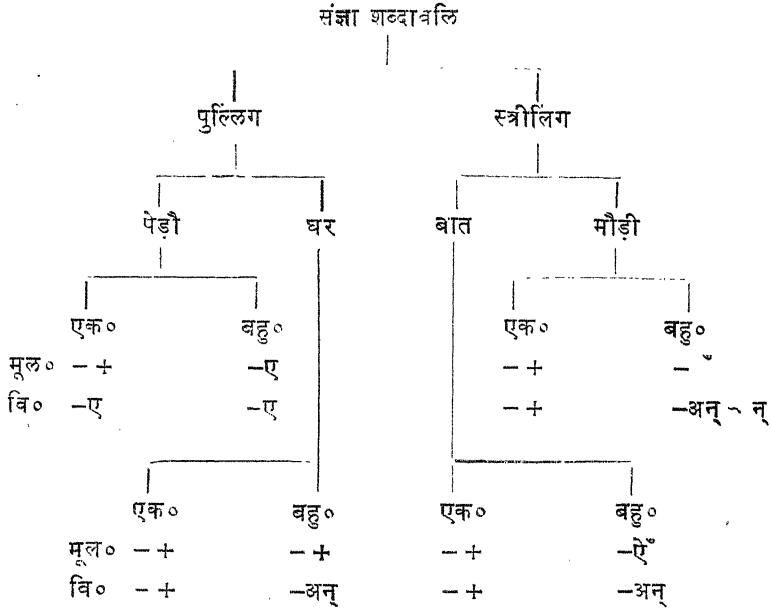 संज्ञा शब्दावलि
पुल्लिंग स्त्रीलिंग
पेड़ौ घर बात मौड़ी
एक० बहु० एक० बहु०
मूल० – + –ए – + – ँ
वि० –ए –ए – + –अन् ~ न्
एक० बहु० एक० बहु०
मूल० – + – + – + –ऐँ
वि० – + –अन् – + –अन्